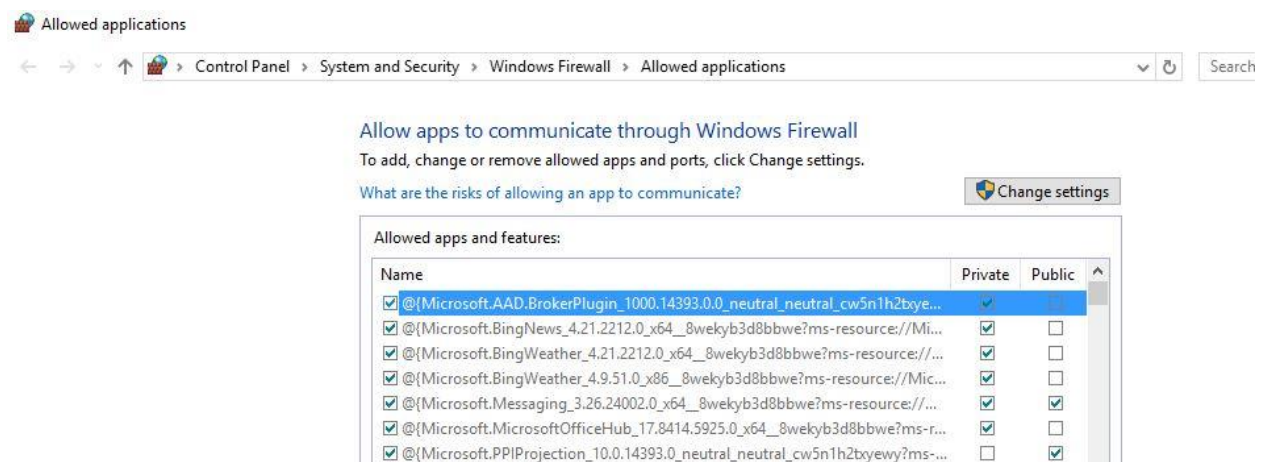 Allowed applications
Control Panel > System and Security > Windows Firewall > Allowed applications
Search
Allow apps to communicate through Windows Firewall
To add, change or remove allowed apps and ports, click Change settings.
What are the risks of allowing an app to communicate?
Change settings
Allowed apps and features:
Name Private Public
@{Microsoft.AAD.BrokerPlugin_1000.14393.0.0_neutral_neutral_cw5n1h2txye...
@{Microsoft.BingNews_4.21.2212.0_x64__8wekyb3d8bbwe?ms-resource://Mi...
@{Microsoft.BingWeather_4.21.2212.0_x64__8wekyb3d8bbwe?ms-resource://...
@{Microsoft.BingWeather_4.9.51.0_x86__8wekyb3d8bbwe?ms-resource://Mic...
@{Microsoft.Messaging_3.26.24002.0_x64__8wekyb3d8bbwe?ms-resource://...
@{Microsoft.MicrosoftOfficeHub_17.8414.5925.0_x64__8wekyb3d8bbwe?ms-r...
@{Microsoft.PPIProjection_10.0.14393.0_neutral_neutral_cw5n1h2txyewy?ms-...